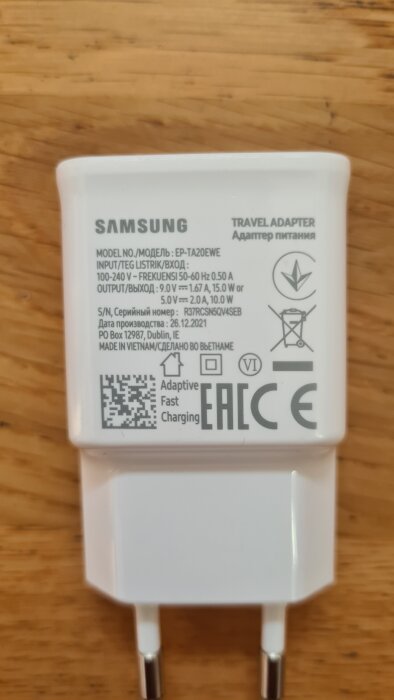 SAMSUNG
TRAVEL ADAPTER
Адаптер питания
MODEL NO./МОДЕЛЬ : EP-TA20EWE
INPUT/TEG LISTRIK/ВХОД :
100-240 V ~ FREKUENSI 50-60 Hz 0.50 A
OUTPUT/ВЫХОД : 9.0 V ⎓ 1.67 A, 15.0 W or
5.0 V ⎓ 2.0 A, 10.0 W
S/N, Серийный номер : R37RCSN5QV4SEB
Дата производства : 26.12.2021
PO Box 12987, Dublin, IE
MADE IN VIETNAM/СДЕЛАНО ВО ВЬЕТНАМЕ
VI
Adaptive
Fast
Charging
EAC CE